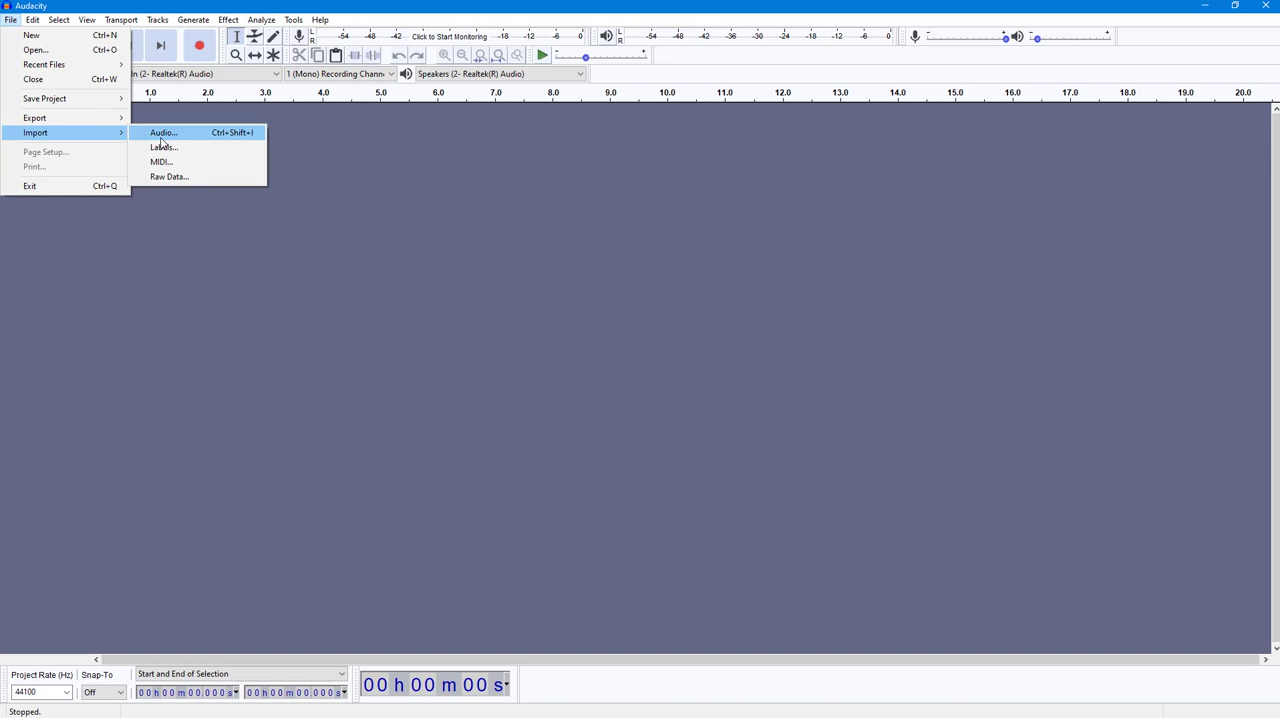 Audacity
File Edit Select View Transport Tracks Generate Effect Analyze Tools Help
New Ctrl+N
Open... Ctrl+O
Recent Files
Close Ctrl+W
Save Project
Export
Import
Page Setup...
Print...
Exit Ctrl+Q
Audio... Ctrl+Shift+I
MIDI...
Raw Data...
L R -54 -48 -42 Click to Start Monitoring -18 -12 -6 0
L R -54 -48 -42 -36 -30 -24 -18 -12 -6 0
- + - +
- +
(2- Realtek(R) Audio) 1 (Mono) Recording Chann Speakers (2- Realtek(R) Audio)
1.0 2.0 3.0 4.0 5.0 6.0 7.0 8.0 9.0 10.0 11.0 12.0 13.0 14.0 15.0 16.0 17.0 18.0 19.0 20.0
Project Rate (Hz) Snap-To Start and End of Selection
44100 Off 00h00m00.000s 00h00m00.000s
00h00m00s
Stopped.